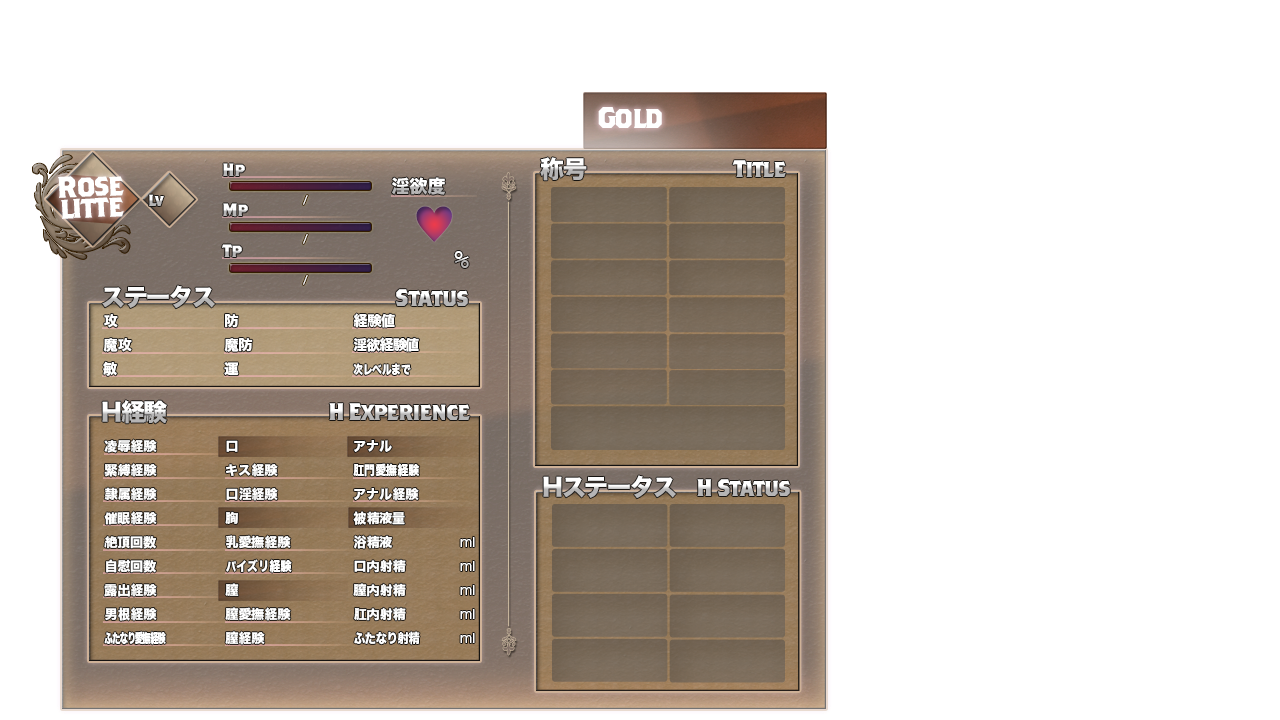 GOLD
ROSE
LITTE
LV
HP
/
MP
/
TP
/
淫欲度
%
ステータス STATUS
攻 防 経験値
魔攻 魔防 淫欲経験値
敏 運 次レベルまで
H経験 H EXPERIENCE
凌辱経験 口 アナル
緊縛経験 キス経験 肛門愛撫経験
隷属経験 口淫経験 アナル経験
催眠経験 胸 被精液量
絶頂回数 乳愛撫経験 浴精液 ml
自慰回数 パイズリ経験 口内射精 ml
露出経験 膣 膣内射精 ml
男根経験 膣愛撫経験 肛内射精 ml
ふたなり愛撫経験 膣経験 ふたなり射精 ml
称号 TITLE
Hステータス H STATUS